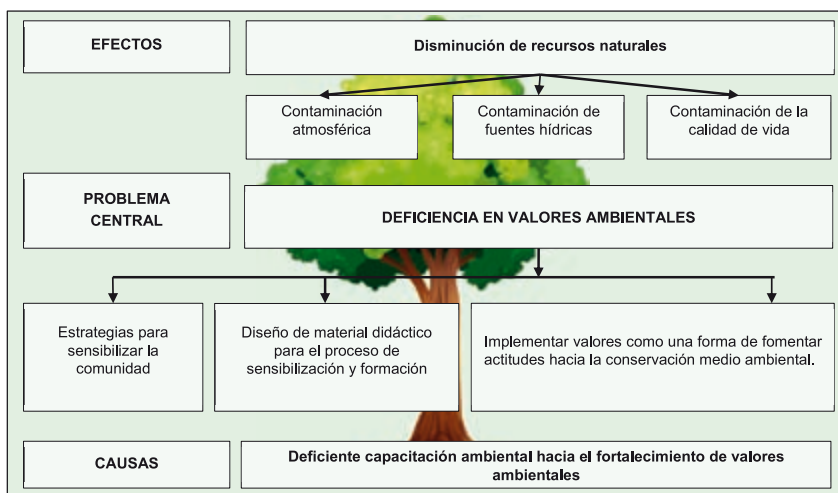 EFECTOS
Disminución de recursos naturales
Contaminación
atmosférica
Contaminación de
fuentes hídricas
Contaminación de la
calidad de vida
PROBLEMA
CENTRAL
DEFICIENCIA EN VALORES AMBIENTALES
Estrategias para
sensibilizar la
comunidad
Diseño de material didáctico
para el proceso de
sensibilización y formación
Implementar valores como una forma de fomentar
actitudes hacia la conservación medio ambiental.
CAUSAS
Deficiente capacitación ambiental hacia el fortalecimiento de valores
ambientales